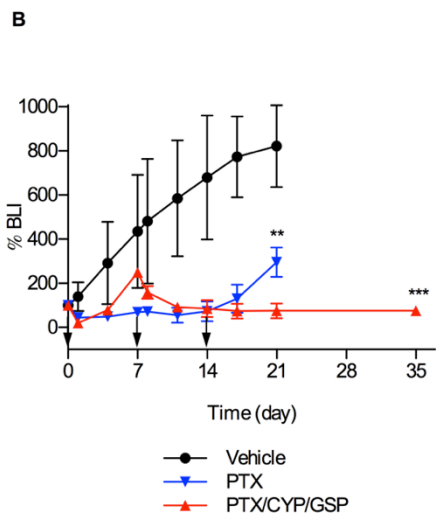 B
1000
800
600
400
200
0
% BLI
**
***
0 7 14 21 28 35
Time (day)
Vehicle
PTX
PTX/CYP/GSP